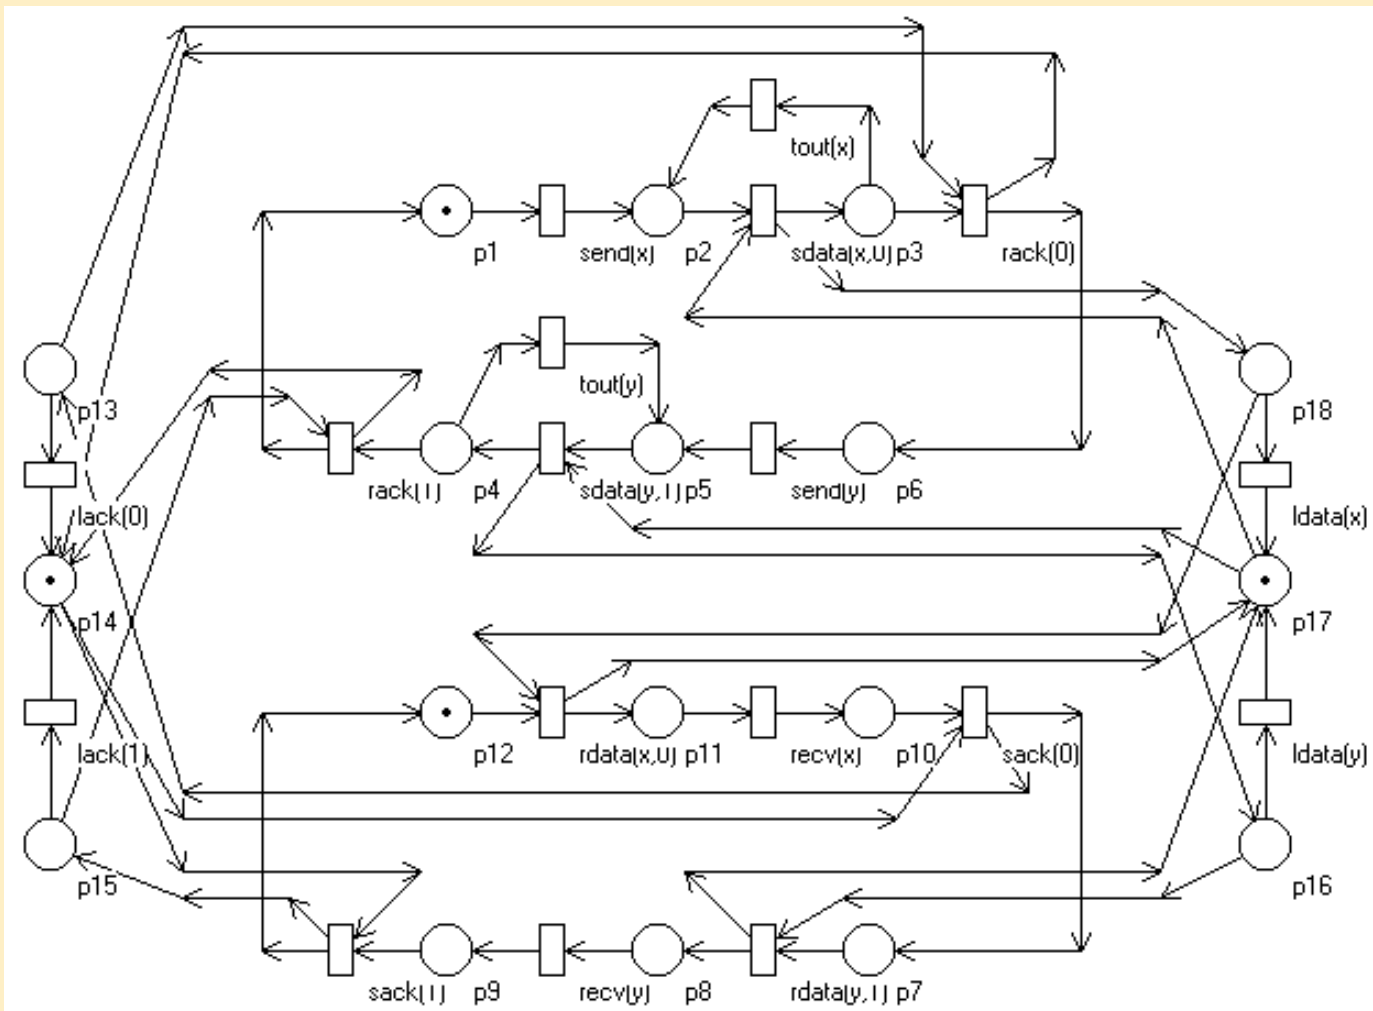 tout(x)
p1 send(x) p2 sdata(x,0) p3 rack(0)
tout(y)
p13 p18
rack(1) p4 sdata(y,1) p5 send(y) p6
lack(0) ldata(x)
p14 p17
p12 rdata(x,0) p11 recv(x) p10 sack(0)
lack(1) ldata(y)
p15 p16
sack(1) p9 recv(y) p8 rdata(y,1) p7